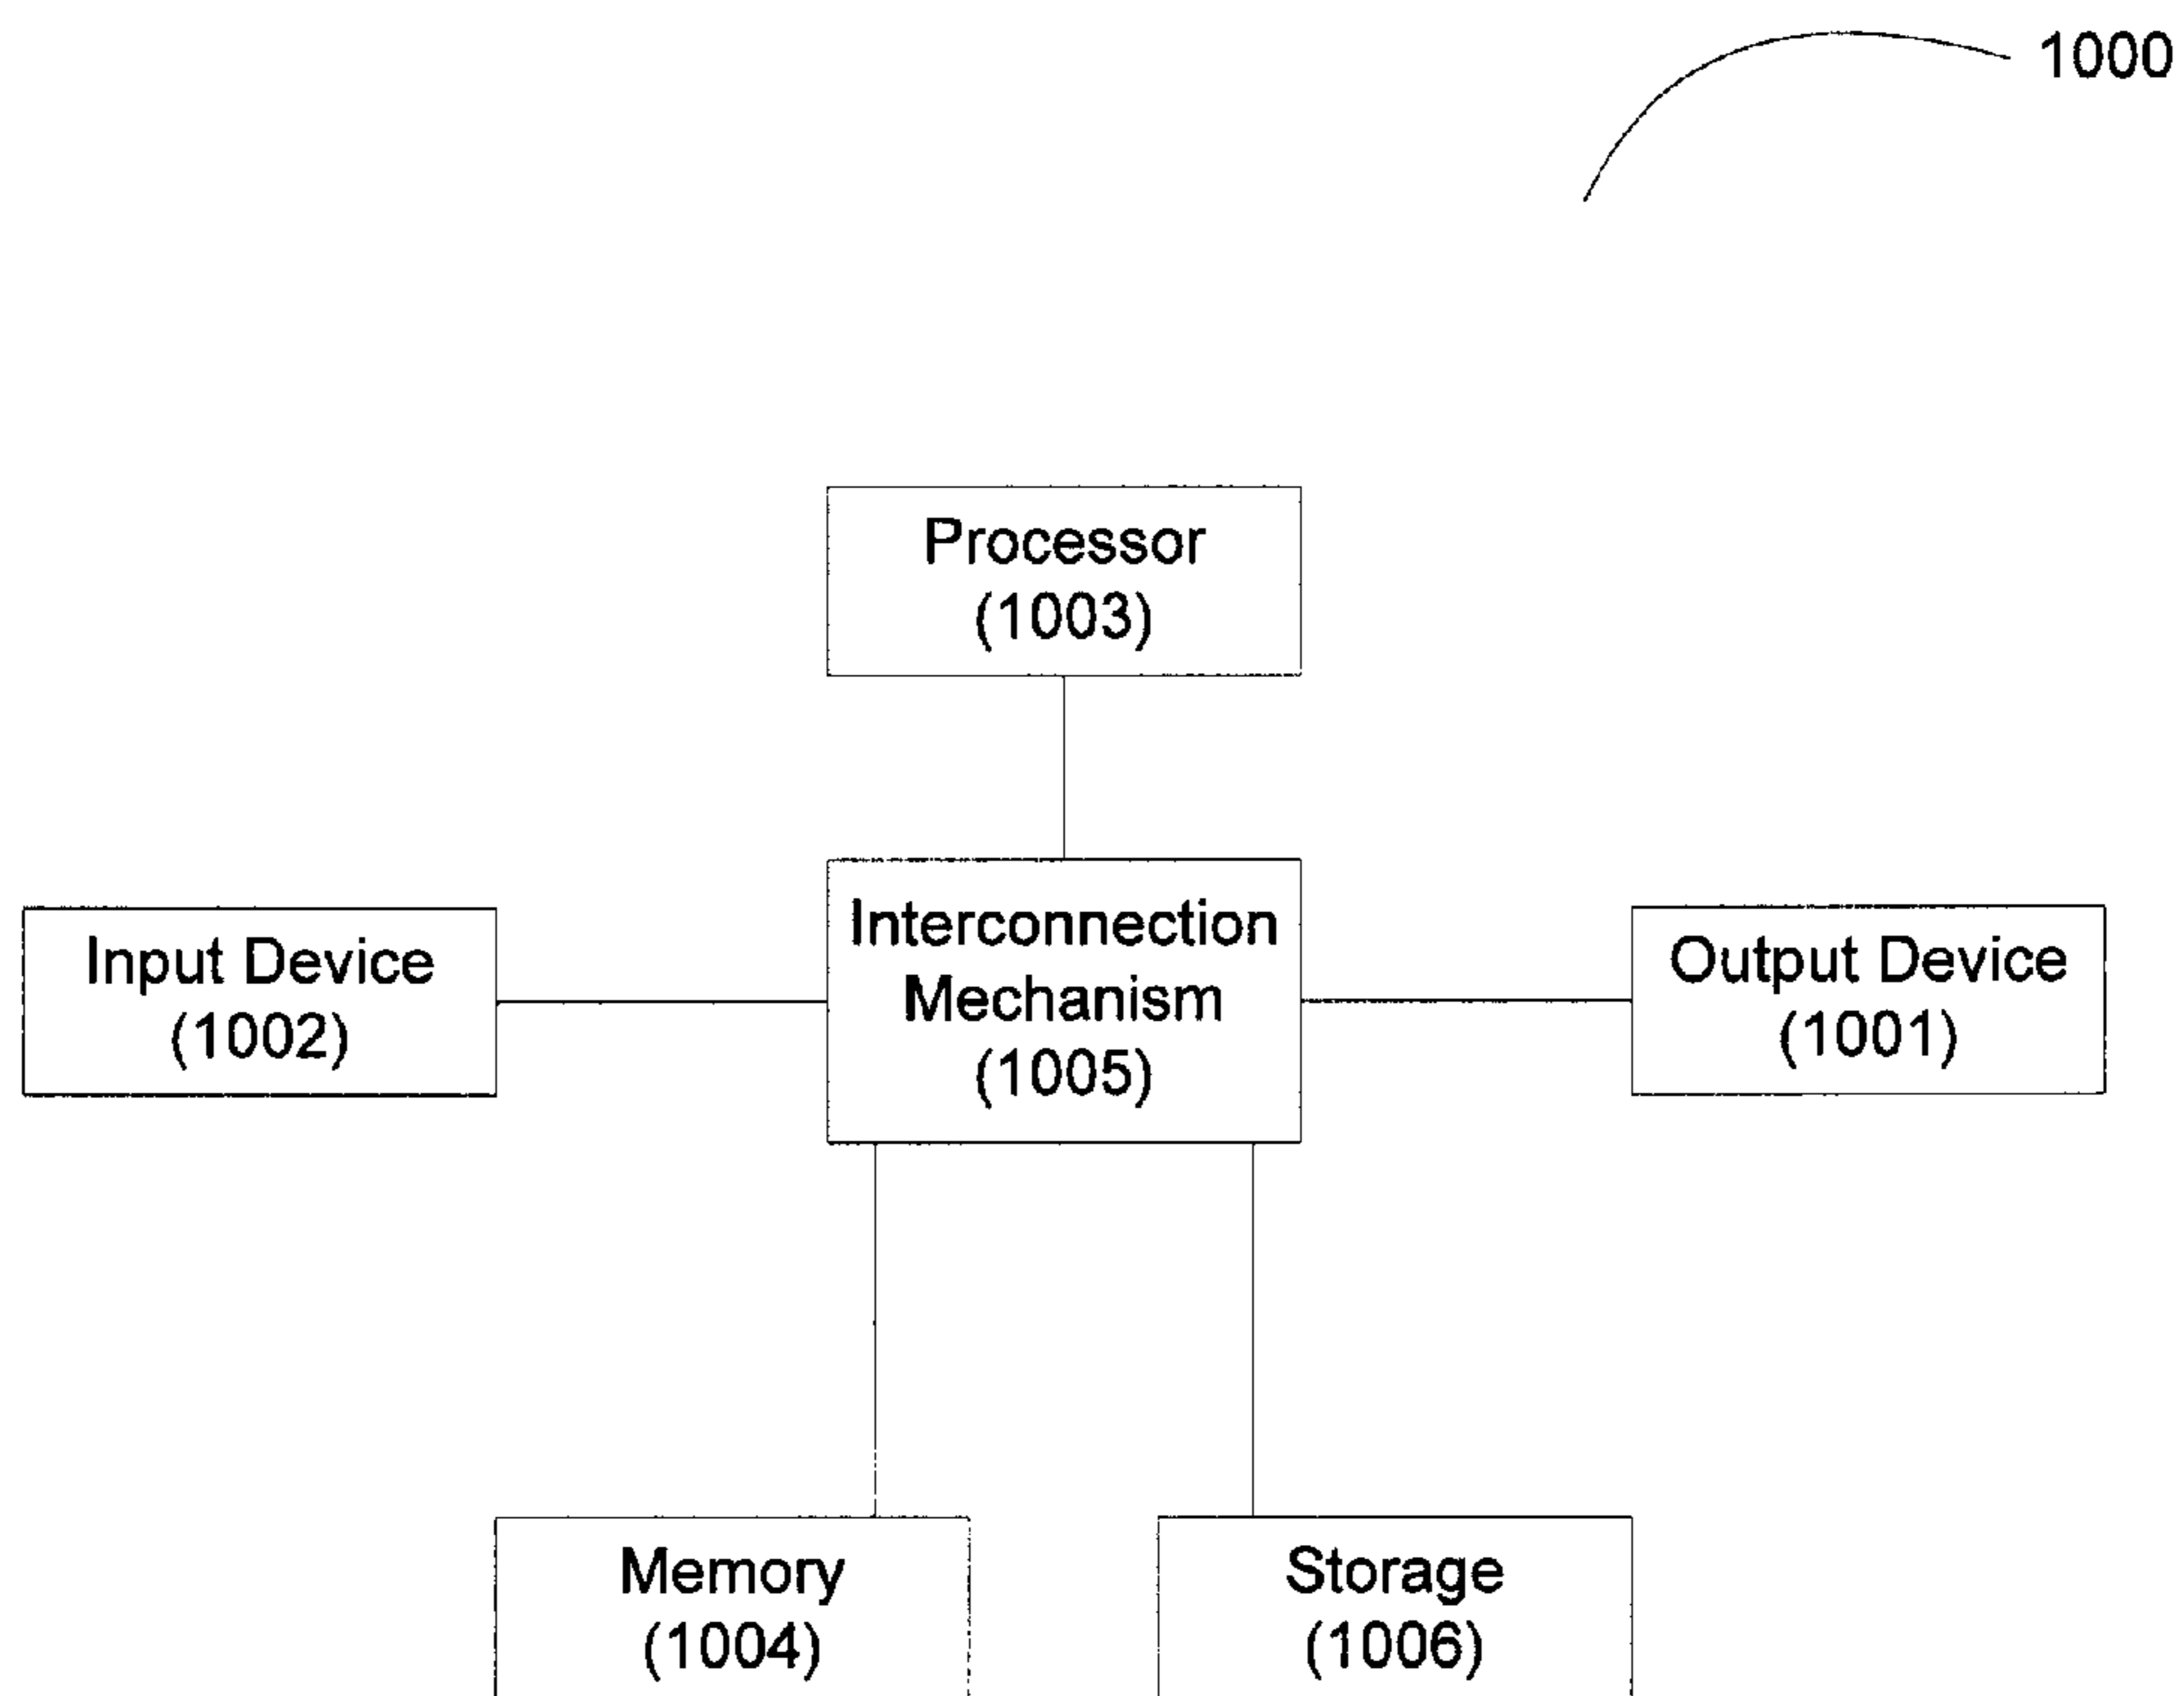 1000
Processor
(1003)
Interconnection
Mechanism
(1005)
Input Device
(1002)
Output Device
(1001)
Memory
(1004)
Storage
(1006)